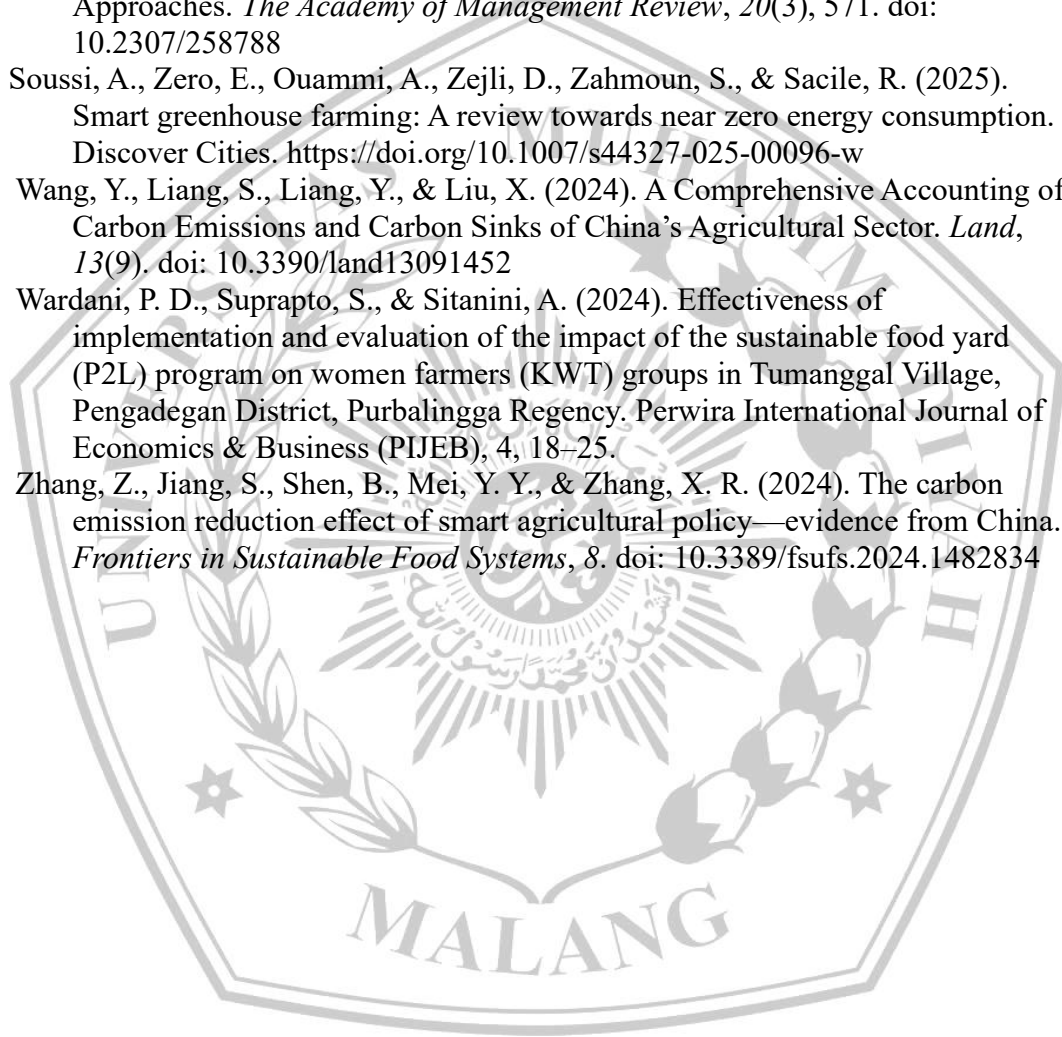 Approaches. The Academy of Management Review, 20(3), 571. doi:
10.2307/258788
Soussi, A., Zero, E., Ouammi, A., Zejli, D., Zahmoun, S., & Sacile, R. (2025).
Smart greenhouse farming: A review towards near zero energy consumption.
Discover Cities. https://doi.org/10.1007/s44327-025-00096-w
Wang, Y., Liang, S., Liang, Y., & Liu, X. (2024). A Comprehensive Accounting of
Carbon Emissions and Carbon Sinks of China’s Agricultural Sector. Land,
13(9). doi: 10.3390/land13091452
Wardani, P. D., Suprapto, S., & Sitanini, A. (2024). Effectiveness of
implementation and evaluation of the impact of the sustainable food yard
(P2L) program on women farmers (KWT) groups in Tumanggal Village,
Pengadegan District, Purbalingga Regency. Perwira International Journal of
Economics & Business (PIJEB), 4, 18–25.
Zhang, Z., Jiang, S., Shen, B., Mei, Y. Y., & Zhang, X. R. (2024). The carbon
emission reduction effect of smart agricultural policy—evidence from China.
Frontiers in Sustainable Food Systems, 8. doi: 10.3389/fsufs.2024.1482834
UNIVERSITAS MUHAMMADIYAH
MALANG